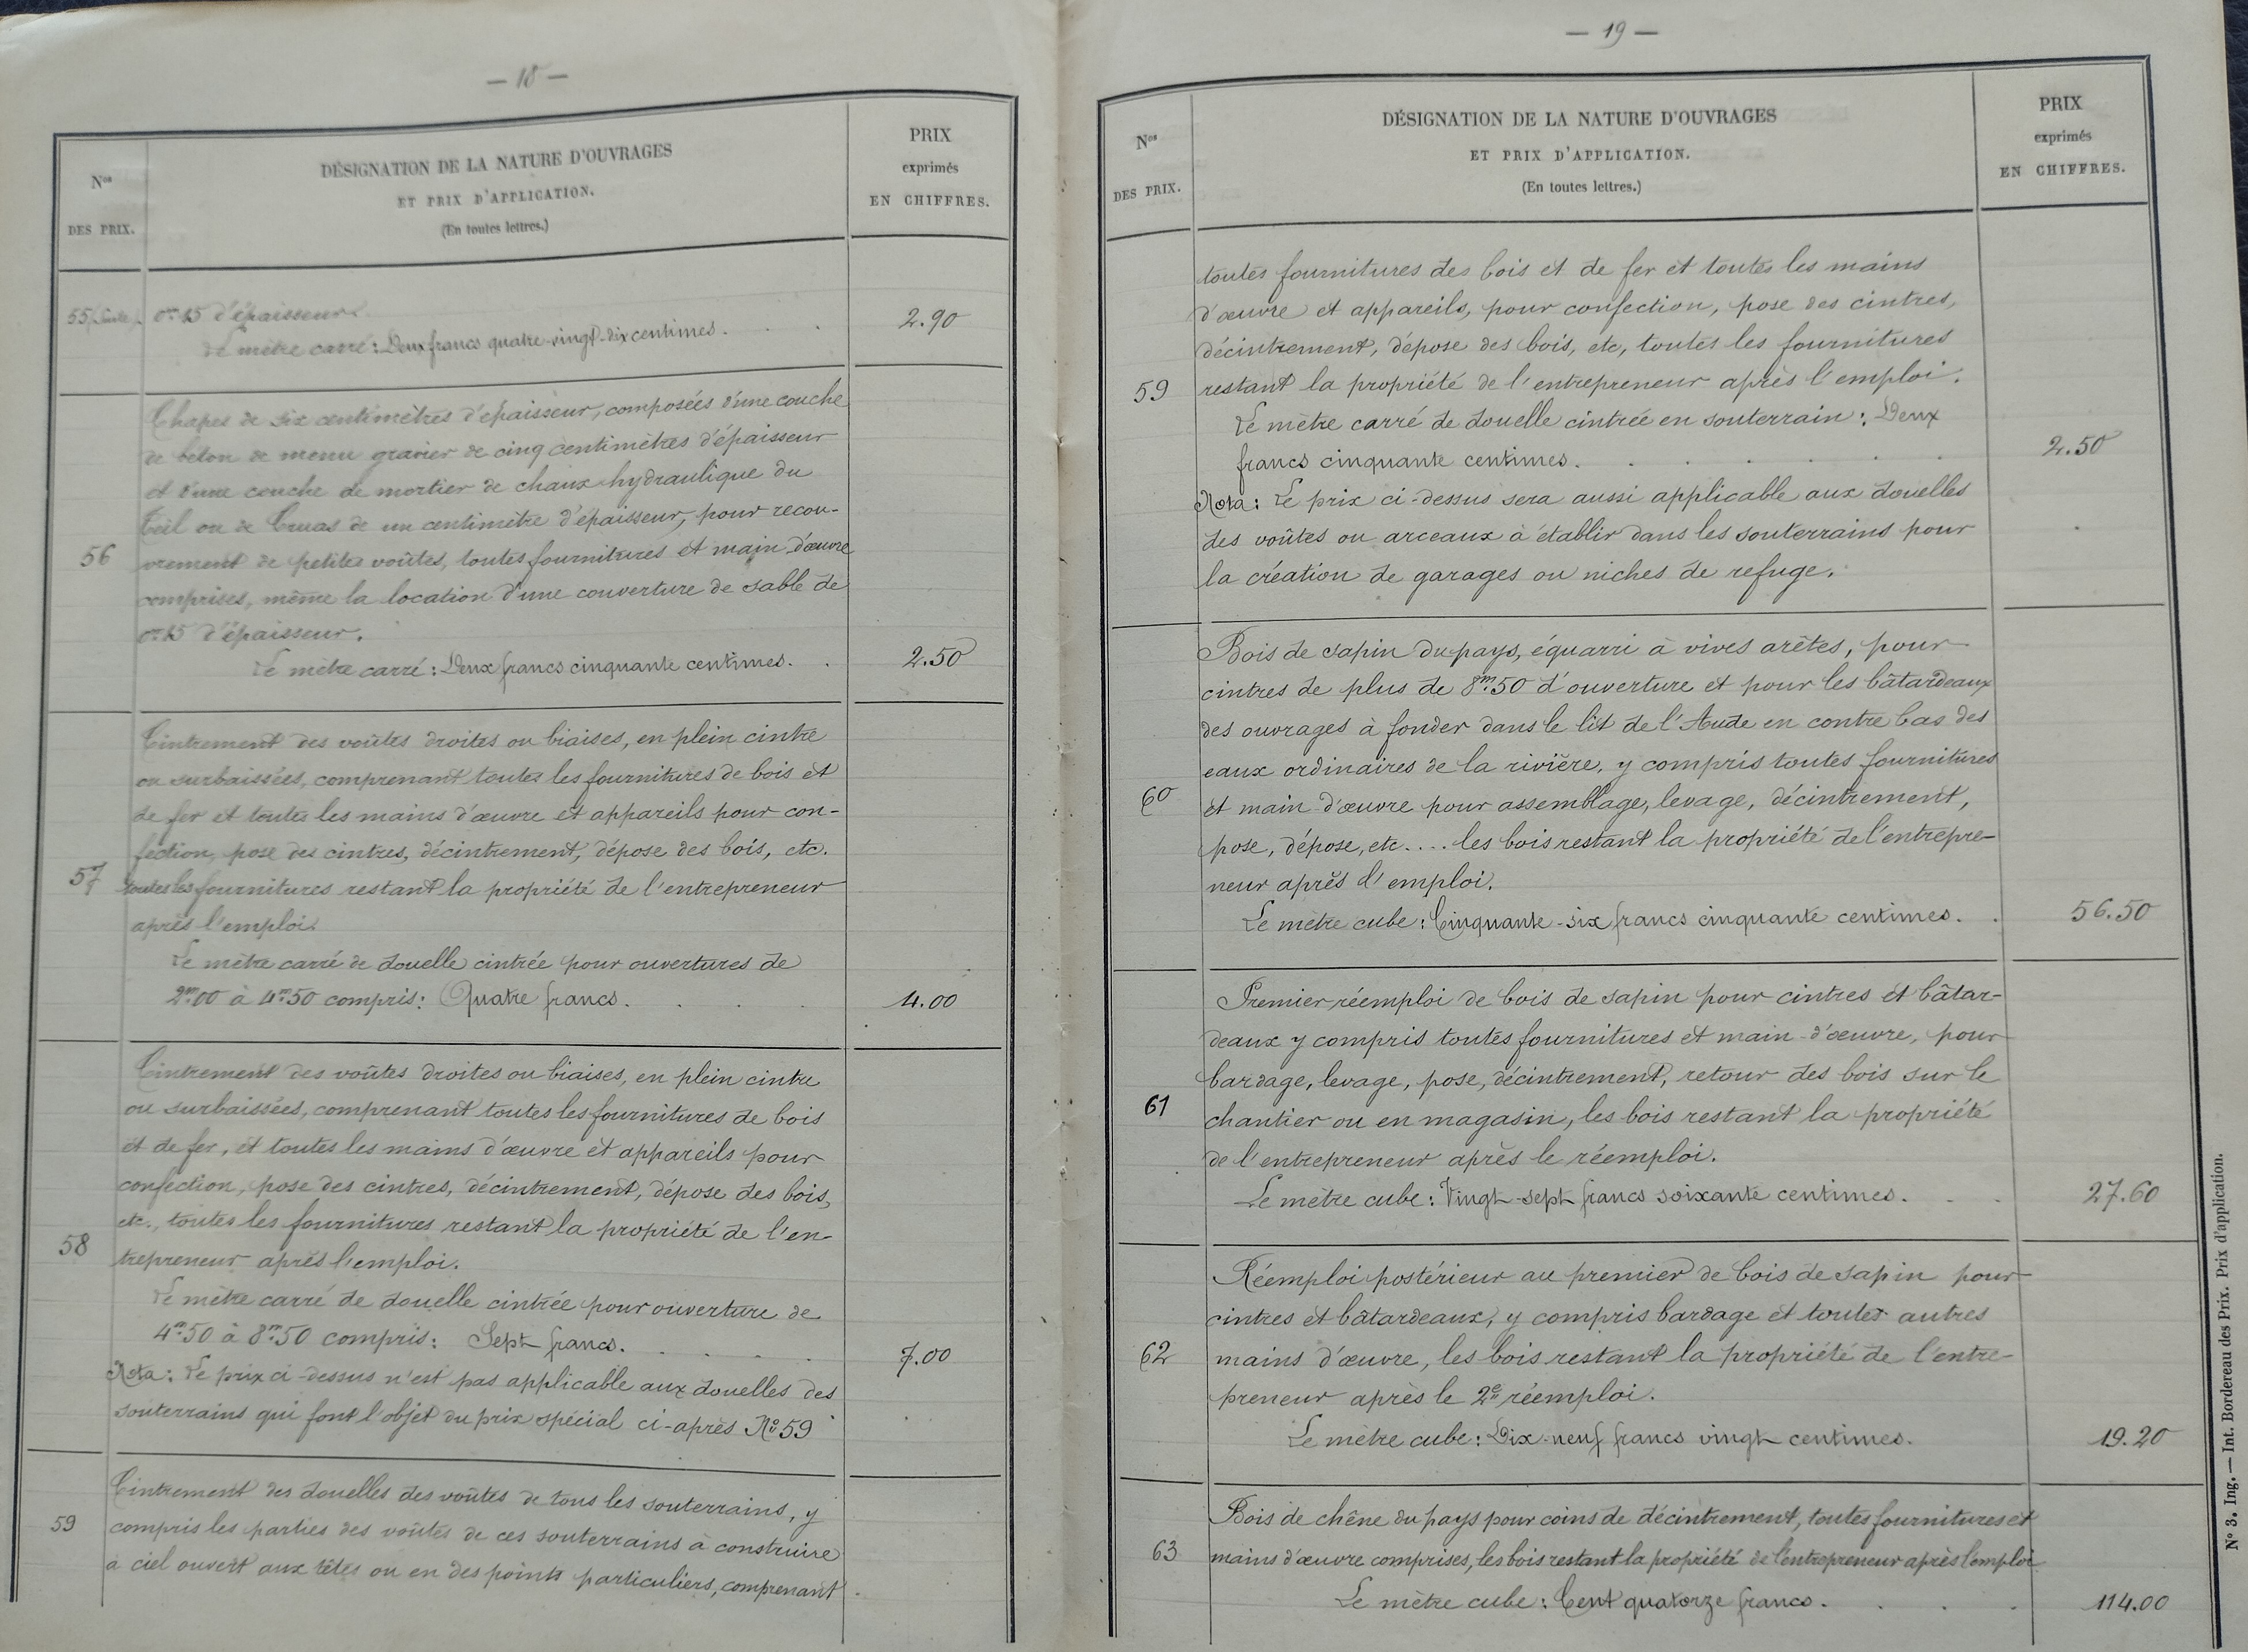 — 18 —
Nos
DES PRIX.
DÉSIGNATION DE LA NATURE D'OUVRAGES
ET PRIX D'APPLICATION.
(En toutes lettres.)
PRIX
exprimés
EN CHIFFRES.
55 (Suite) 0m.15 d'épaisseur.
Le mètre carré : Deux francs quatre-vingt-dix centimes. 2.90
Chapes de six centimètres d'épaisseur, composées d'une couche
de béton de menu gravier de cinq centimètres d'épaisseur
et d'une couche de mortier de chaux hydraulique du
Teil ou de Cruas de un centimètre d'épaisseur, pour recou-
56 vrement de petites voûtes, toutes fournitures et main d'œuvre
comprises, même la location d'une couverture de sable de
0m.15 d'épaisseur.
Le mètre carré : Deux francs cinquante centimes. 2.50
Cintrement des voûtes droites ou biaises, en plein cintre
ou surbaissées, comprenant toutes les fournitures de bois et
de fer et toutes les mains d'œuvre et appareils pour con-
fection, pose des cintres, décintrement, dépose des bois, etc.
57 toutes les fournitures restant la propriété de l'entrepreneur
après l'emploi.
Le mètre carré de douelle cintrée pour ouvertures de
2m.00 à 4m.50 compris : Quatre francs. 4.00
Cintrement des voûtes droites ou biaises, en plein cintre
ou surbaissées, comprenant toutes les fournitures de bois
et de fer, et toutes les mains d'œuvre et appareils pour
confection, pose des cintres, décintrement, dépose des bois,
etc., toutes les fournitures restant la propriété de l'en-
58 trepreneur après l'emploi.
Le mètre carré de douelle cintrée pour ouverture de
4m.50 à 8m.50 compris : Sept francs. 7.00
Nota : Le prix ci-dessus n'est pas applicable aux douelles des
souterrains qui font l'objet du prix spécial ci-après No 59
Cintrement des douelles des voûtes de tous les souterrains, y
59 compris les parties des voûtes de ces souterrains à construire
à ciel ouvert aux têtes ou en des points particuliers, comprenant
— 19 —
Nos
DES PRIX.
DÉSIGNATION DE LA NATURE D'OUVRAGES
ET PRIX D'APPLICATION.
(En toutes lettres.)
PRIX
exprimés
EN CHIFFRES.
toutes fournitures des bois et de fer et toutes les mains
d'œuvre et appareils, pour confection, pose des cintres,
décintrement, dépose des bois, etc, toutes les fournitures
59 restant la propriété de l'entrepreneur après l'emploi.
Le mètre carré de douelle cintrée en souterrain : Deux
francs cinquante centimes. 2.50
Nota : Le prix ci-dessus sera aussi applicable aux douelles
des voûtes ou arceaux à établir dans les souterrains pour
la création de garages ou niches de refuge.
Bois de sapin du pays, équarri à vives arêtes, pour
cintres de plus de 8m.50 d'ouverture et pour les bâtardeaux
des ouvrages à fonder dans le lit de l'Aude en contre bas des
eaux ordinaires de la rivière, y compris toutes fournitures
60 et main d'œuvre pour assemblage, levage, décintrement,
pose, dépose, etc.... les bois restant la propriété de l'entrepre-
neur après l'emploi.
Le mètre cube : Cinquante-six francs cinquante centimes. 56.50
Premier réemploi de bois de sapin pour cintres et bâtar-
deaux y compris toutes fournitures et main-d'œuvre, pour
bardage, levage, pose, décintrement, retour des bois sur le
61 chantier ou en magasin, les bois restant la propriété
de l'entrepreneur après le réemploi.
Le mètre cube : Vingt-sept francs soixante centimes. 27.60
Réemploi postérieur au premier de bois de sapin pour
cintres et bâtardeaux, y compris bardage et toutes autres
62 mains d'œuvre, les bois restant la propriété de l'entre-
preneur après le 2e réemploi.
Le mètre cube : Dix-neuf francs vingt centimes. 19.20
Bois de chêne du pays pour coins de décintrement, toutes fournitures et
63 mains d'œuvre comprises, les bois restant la propriété de l'entrepreneur après l'emploi
Le mètre cube : Cent quatorze francs. 114.00
No 3. Ing. — Int. Bordereau des Prix. Prix d'application.